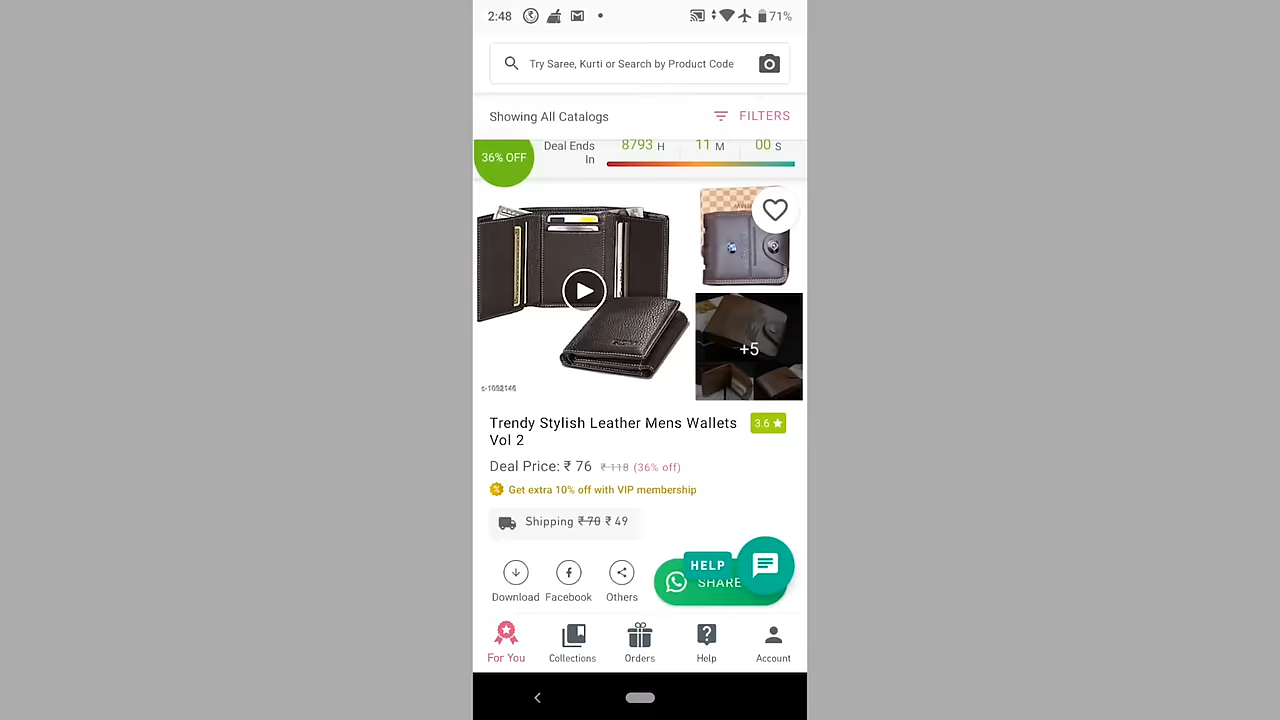 2:48
71%
Try Saree, Kurti or Search by Product Code
Showing All Catalogs
FILTERS
36% OFF
Deal Ends In
8793 H 11 M 00 S
+5
s-1692146
Trendy Stylish Leather Mens Wallets
Vol 2
3.6
Deal Price: ₹ 76 ₹ 118 (36% off)
Get extra 10% off with VIP membership
Shipping ₹ 70 ₹ 49
HELP
SHARE
Download Facebook Others
For You Collections Orders Help Account